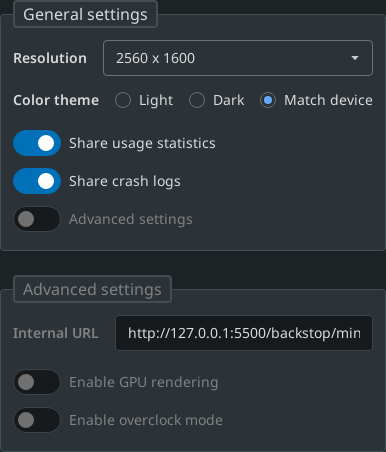 General settings
Resolution 2560 x 1600
Color theme Light Dark Match device
Share usage statistics
Share crash logs
Advanced settings
Advanced settings
Internal URL http://127.0.0.1:5500/backstop/min
Enable GPU rendering
Enable overclock mode